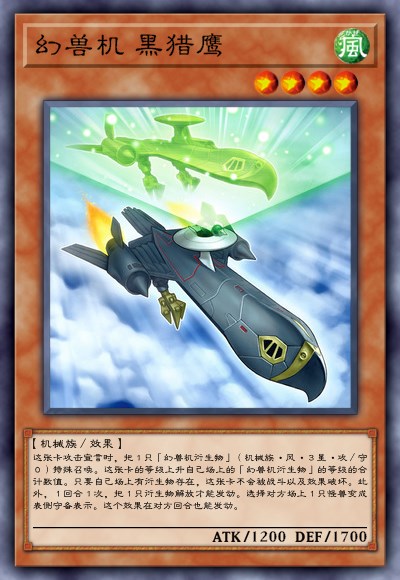 幻兽机 黑猎鹰
風
【机械族／效果】
这张卡攻击宣言时，把1只「幻兽机衍生物」（机械族·风·3星·攻／守
0）特殊召唤。这张卡的等级上升自己场上的「幻兽机衍生物」的等级的合
计数值。只要自己场上有衍生物存在，这张卡不会被战斗以及效果破坏。此
外，1回合1次，把1只衍生物解放才能发动。选择对方场上1只怪兽变成
表侧守备表示。这个效果在对方回合也能发动。
ATK/1200 DEF/1700